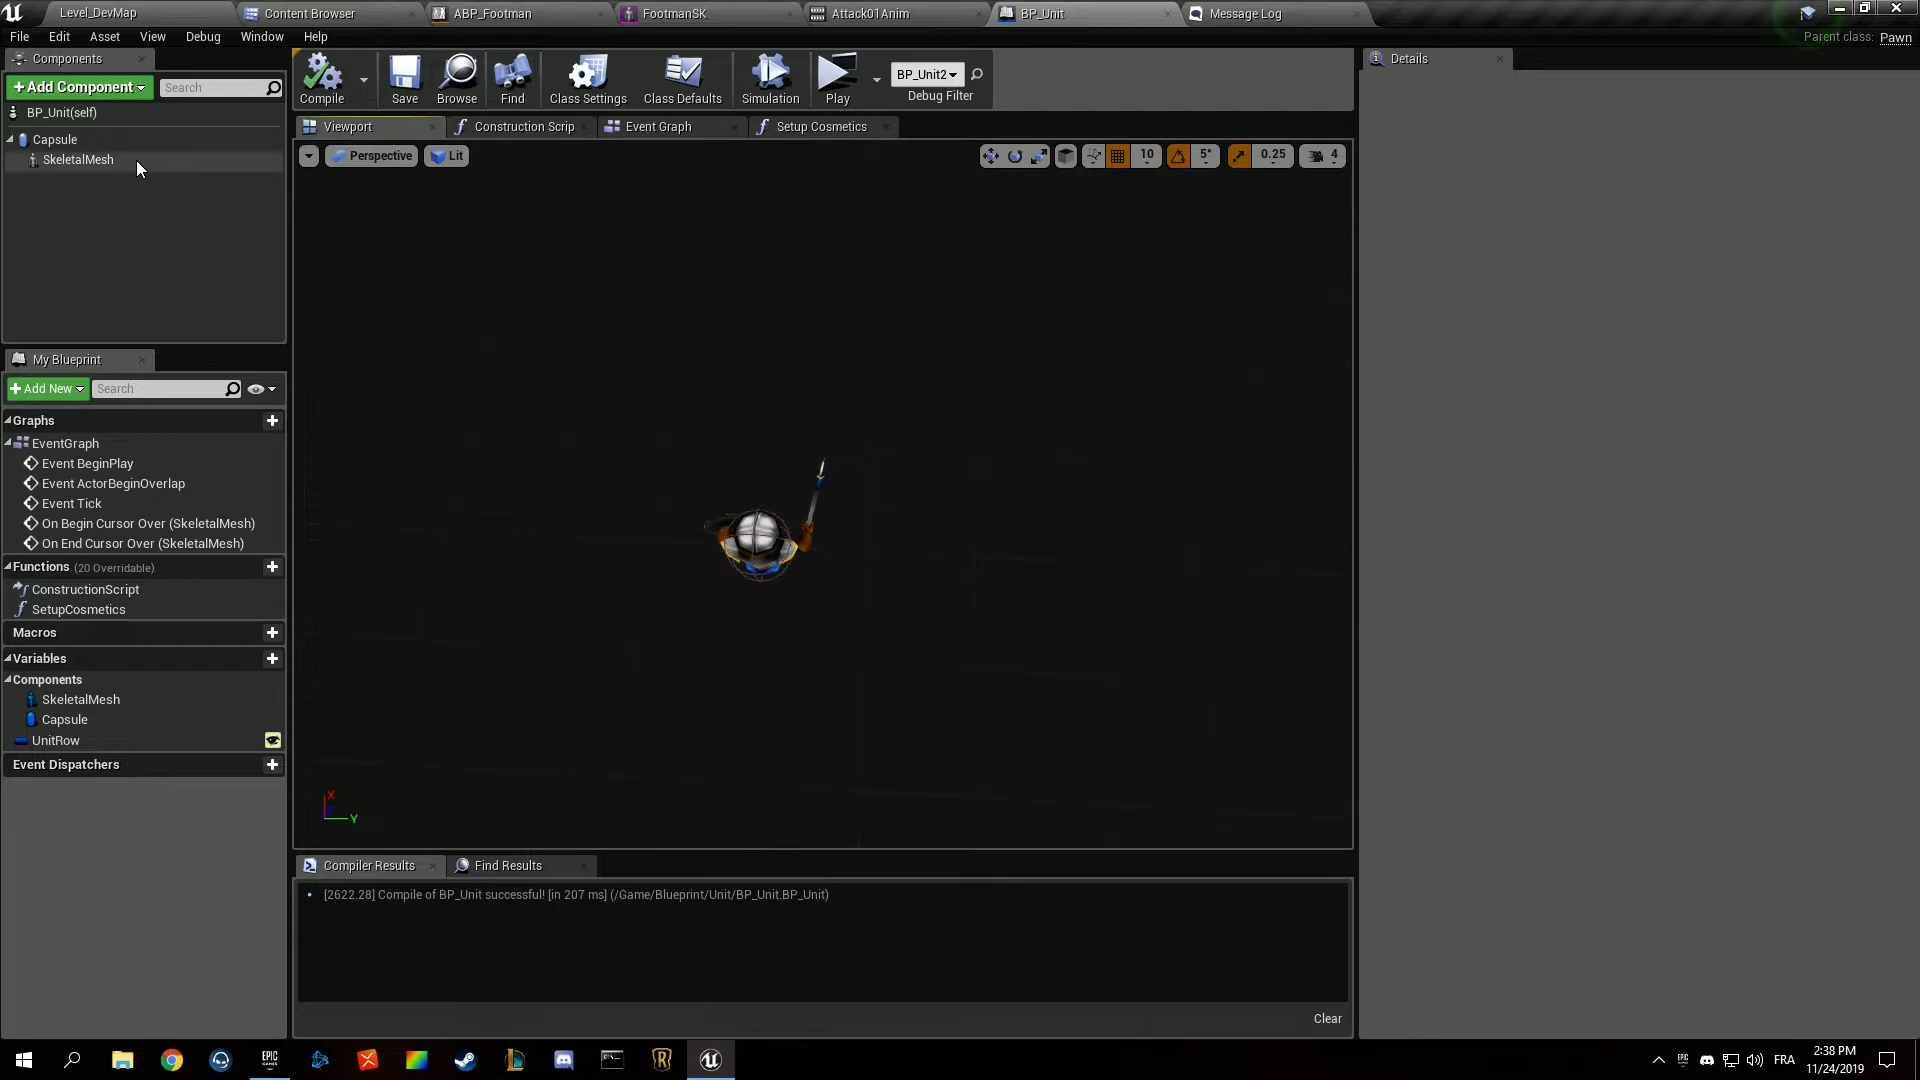 Level_DevMap
Content Browser
ABP_Footman
FootmanSK
Attack01Anim
BP_Unit
Message Log
File
Edit
Asset
View
Debug
Window
Help
Parent class: Pawn
Components
+Add Component
Search
BP_Unit(self)
Capsule
SkeletalMesh
Compile
Save
Browse
Find
Class Settings
Class Defaults
Simulation
Play
BP_Unit2
Debug Filter
Details
Viewport
Construction Scrip
Event Graph
Setup Cosmetics
Perspective
Lit
10
5°
0.25
4
X
Y
My Blueprint
+Add New
Search
Graphs
EventGraph
Event BeginPlay
Event ActorBeginOverlap
Event Tick
On Begin Cursor Over (SkeletalMesh)
On End Cursor Over (SkeletalMesh)
Functions (20 Overridable)
ConstructionScript
SetupCosmetics
Macros
Variables
Components
SkeletalMesh
Capsule
UnitRow
Event Dispatchers
Compiler Results
Find Results
[2622.28] Compile of BP_Unit successful! [in 207 ms] (/Game/Blueprint/Unit/BP_Unit.BP_Unit)
Clear
FRA
2:38 PM
11/24/2019